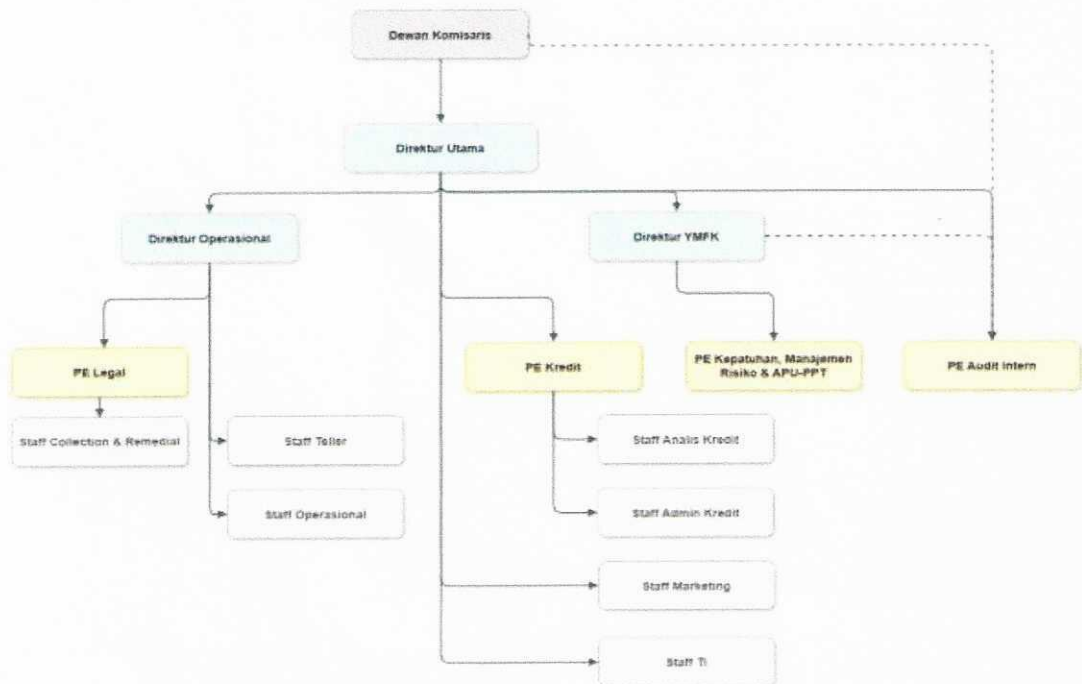 Dewan Komisaris
Direktur Utama
Direktur Operasional
Direktur YMFK
PE Legal
PE Kredit
PE Kepatuhan, Manajemen
Risiko & APU-PPT
PE Audit Intern
Staff Collection & Remedial
Staff Teller
Staff Analis Kredit
Staff Operasional
Staff Admin Kredit
Staff Marketing
Staff TI